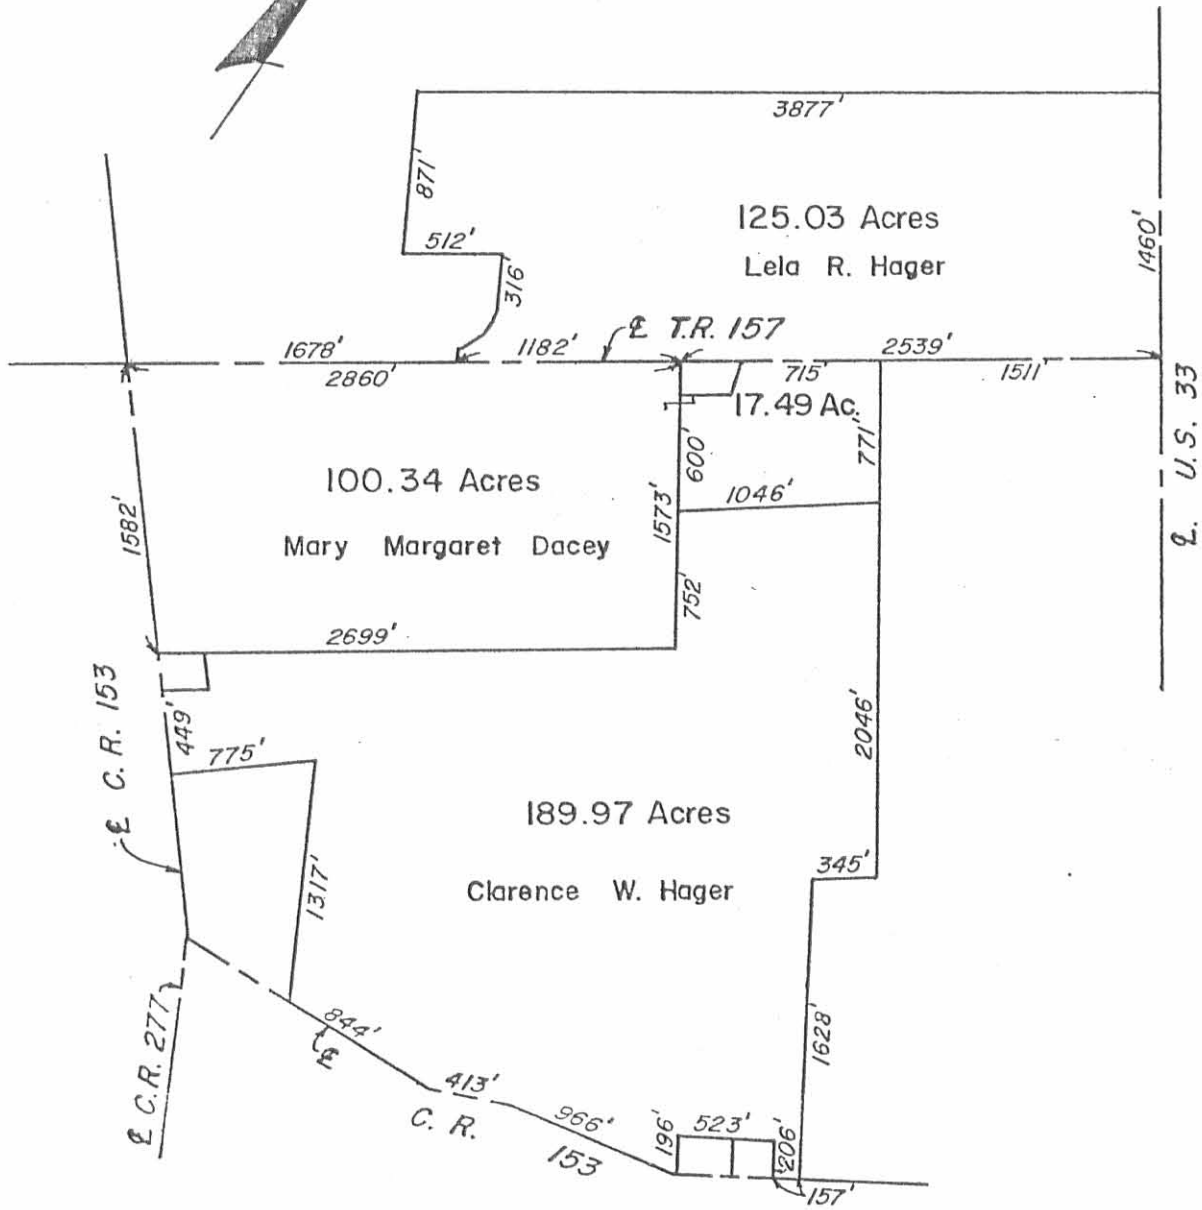 3877'
871'
125.03 Acres
Lela R. Hager
1460'
512'
316'
℄ T.R. 157
1678'
1182'
2539'
2860'
715'
1511'
℄ U.S. 33
17.49 Ac.
600'
771'
100.34 Acres
1046'
1582'
1573'
Mary Margaret Dacey
752'
2699'
℄ C. R. 153
449'
775'
2046'
189.97 Acres
345'
Clarence W. Hager
1317'
℄ C.R. 277
844'
℄
1628'
413'
C. R.
966'
153
196'
523'
206'
157'